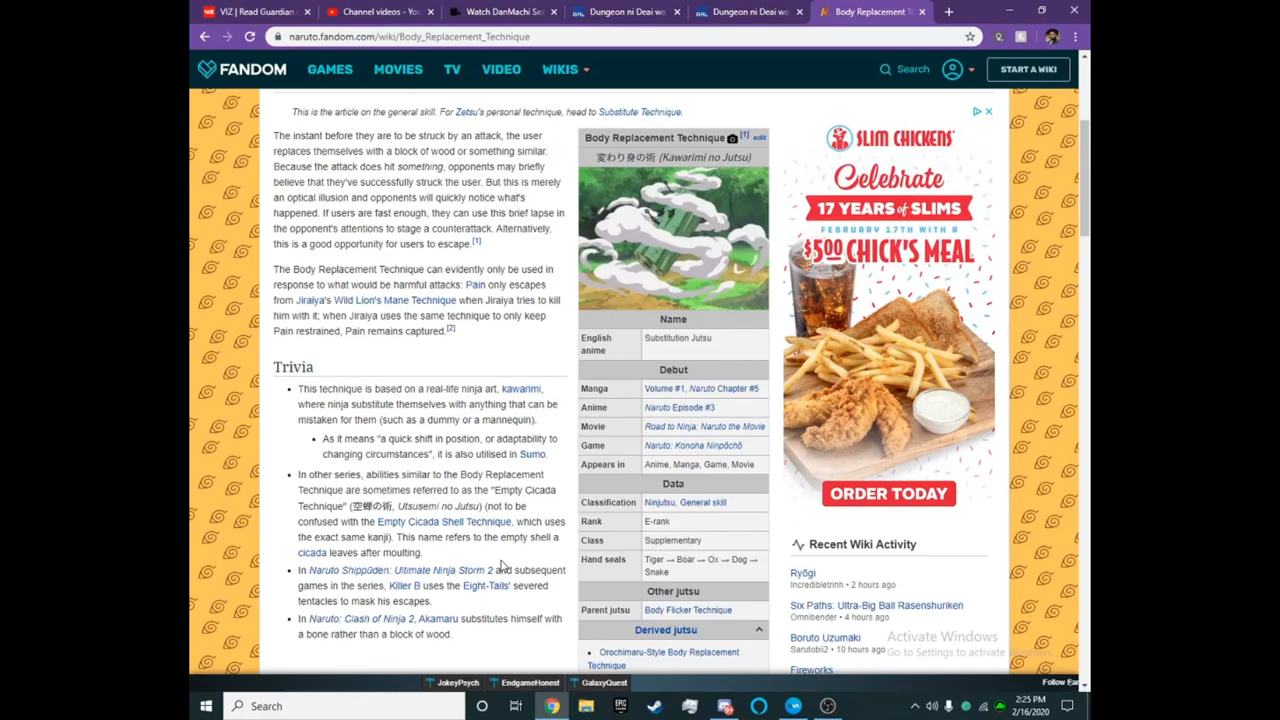 VIZ | Read Guardian
Channel videos - Yo
Watch DanMachi Se
Dungeon ni Deai wo
Dungeon ni Deai wo
Body Replacement T
naruto.fandom.com/wiki/Body_Replacement_Technique
FANDOM GAMES MOVIES TV VIDEO WIKIS Search START A WIKI
This is the article on the general skill. For Zetsu's personal technique, head to Substitute Technique.
The instant before they are to be struck by an attack, the user
replaces themselves with a block of wood or something similar.
Because the attack does hit something, opponents may briefly
believe that they've successfully struck the user. But this is merely
an optical illusion and opponents will quickly notice what's
happened. If users are fast enough, they can use this brief lapse in
the opponent's attentions to stage a counterattack. Alternatively,
this is a good opportunity for users to escape.[1]
The Body Replacement Technique can evidently only be used in
response to what would be harmful attacks: Pain only escapes
from Jiraiya's Wild Lion's Mane Technique when Jiraiya tries to kill
him with it; when Jiraiya uses the same technique to only keep
Pain restrained, Pain remains captured.[2]
Trivia
This technique is based on a real-life ninja art, kawarimi,
where ninja substitute themselves with anything that can be
mistaken for them (such as a dummy or a mannequin).
As it means "a quick shift in position, or adaptability to
changing circumstances", it is also utilised in Sumo.
In other series, abilities similar to the Body Replacement
Technique are sometimes referred to as the "Empty Cicada
Technique" (空蝉の術, Utsusemi no Jutsu) (not to be
confused with the Empty Cicada Shell Technique, which uses
the exact same kanji). This name refers to the empty shell a
cicada leaves after moulting.
In Naruto Shippūden: Ultimate Ninja Storm 2 and subsequent
games in the series, Killer B uses the Eight-Tails' severed
tentacles to mask his escapes.
In Naruto: Clash of Ninja 2, Akamaru substitutes himself with
a bone rather than a block of wood.
Body Replacement Technique [1] edit
変わり身の術 (Kawarimi no Jutsu)
Name
English anime Substitution Jutsu
Debut
Manga Volume #1, Naruto Chapter #5
Anime Naruto Episode #3
Movie Road to Ninja: Naruto the Movie
Game Naruto: Konoha Ninpōchō
Appears in Anime, Manga, Game, Movie
Data
Classification Ninjutsu, General skill
Rank E-rank
Class Supplementary
Hand seals Tiger → Boar → Ox → Dog →
Snake
Other jutsu
Parent jutsu Body Flicker Technique
Derived jutsu
Orochimaru-Style Body Replacement
Technique
SLIM CHICKENS
Celebrate
17 YEARS of SLIMS
FEBRUARY 17TH WITH A
$5.00 CHICK'S MEAL
ORDER TODAY
Recent Wiki Activity
Ryōgi
Incredibletrin • 2 hours ago
Six Paths: Ultra-Big Ball Rasenshuriken
Omnibender • 4 hours ago
Boruto Uzumaki
Sarutobii2 • 10 hours ago
Fireworks
Activate Windows
Go to Settings to activate Windows.
JokeyPsych EndgameHonest GalaxyQuest Follow Fan
Search
EPIC
2:25 PM
2/16/2020